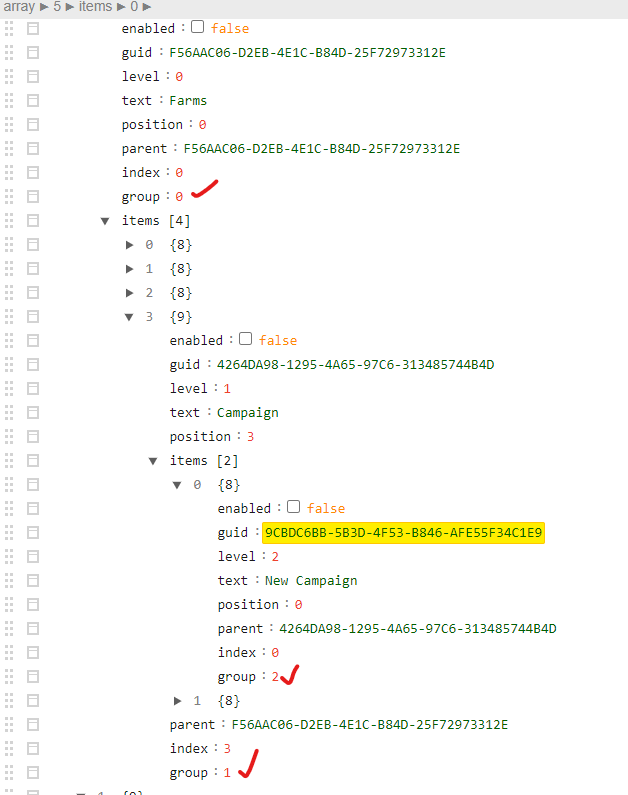 array ▶ 5 ▶ items ▶ 0 ▶
enabled : false
guid : F56AAC06-D2EB-4E1C-B84D-25F72973312E
level : 0
text : Farms
position : 0
parent : F56AAC06-D2EB-4E1C-B84D-25F72973312E
index : 0
group : 0
▼ items [4]
▶ 0 {8}
▶ 1 {8}
▶ 2 {8}
▼ 3 {9}
enabled : false
guid : 4264DA98-1295-4A65-97C6-313485744B4D
level : 1
text : Campaign
position : 3
▼ items [2]
▼ 0 {8}
enabled : false
guid : 9CBDC6BB-5B3D-4F53-B846-AFE55F34C1E9
level : 2
text : New Campaign
position : 0
parent : 4264DA98-1295-4A65-97C6-313485744B4D
index : 0
group : 2
▶ 1 {8}
parent : F56AAC06-D2EB-4E1C-B84D-25F72973312E
index : 3
group : 1